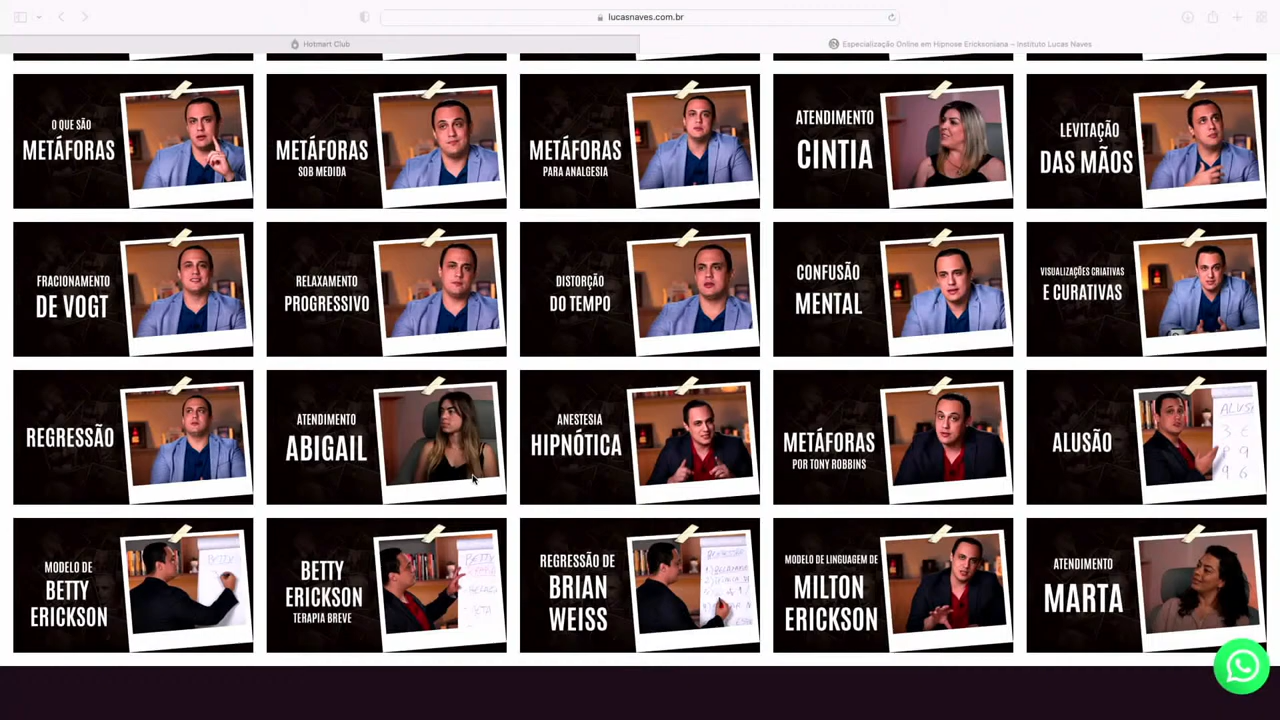 lucasnaves.com.br
Hotmart Club
Especialização Online em Hipnose Ericksoniana – Instituto Lucas Naves
O QUE SÃO
METÁFORAS
METÁFORAS
SOB MEDIDA
METÁFORAS
PARA ANALGESIA
ATENDIMENTO
CINTIA
LEVITAÇÃO
DAS MÃOS
FRACIONAMENTO
DE VOGT
RELAXAMENTO
PROGRESSIVO
DISTORÇÃO
DO TEMPO
CONFUSÃO
MENTAL
VISUALIZAÇÕES CRIATIVAS
E CURATIVAS
REGRESSÃO
ATENDIMENTO
ABIGAIL
ANESTESIA
HIPNÓTICA
METÁFORAS
POR TONY ROBBINS
ALUSÃO
MODELO DE
BETTY
ERICKSON
BETTY
ERICKSON
TERAPIA BREVE
REGRESSÃO DE
BRIAN
WEISS
MODELO DE LINGUAGEM DE
MILTON
ERICKSON
ATENDIMENTO
MARTA